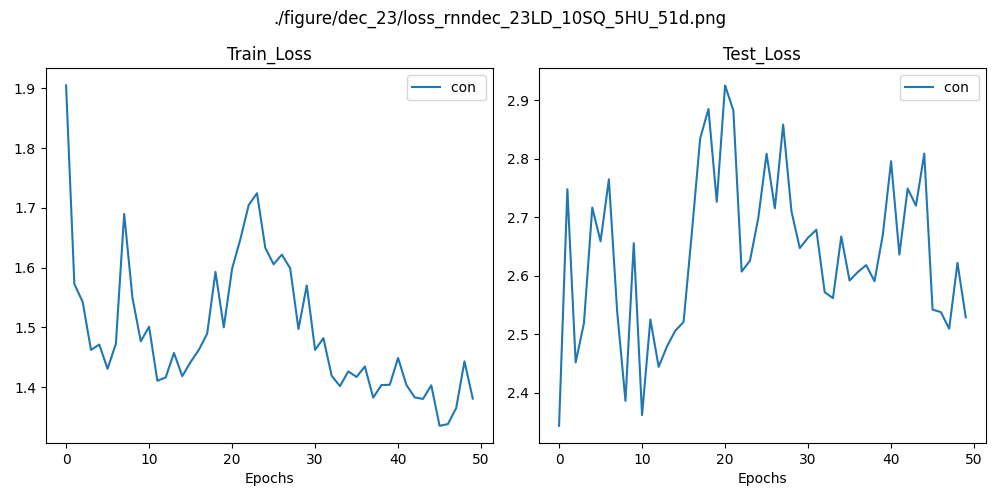 ./figure/dec_23/loss_rnndec_23LD_10SQ_5HU_51d.png
Train_Loss
con
1.9
1.8
1.7
1.6
1.5
1.4
0 10 20 30 40 50
Epochs
Test_Loss
con
2.9
2.8
2.7
2.6
2.5
2.4
0 10 20 30 40 50
Epochs